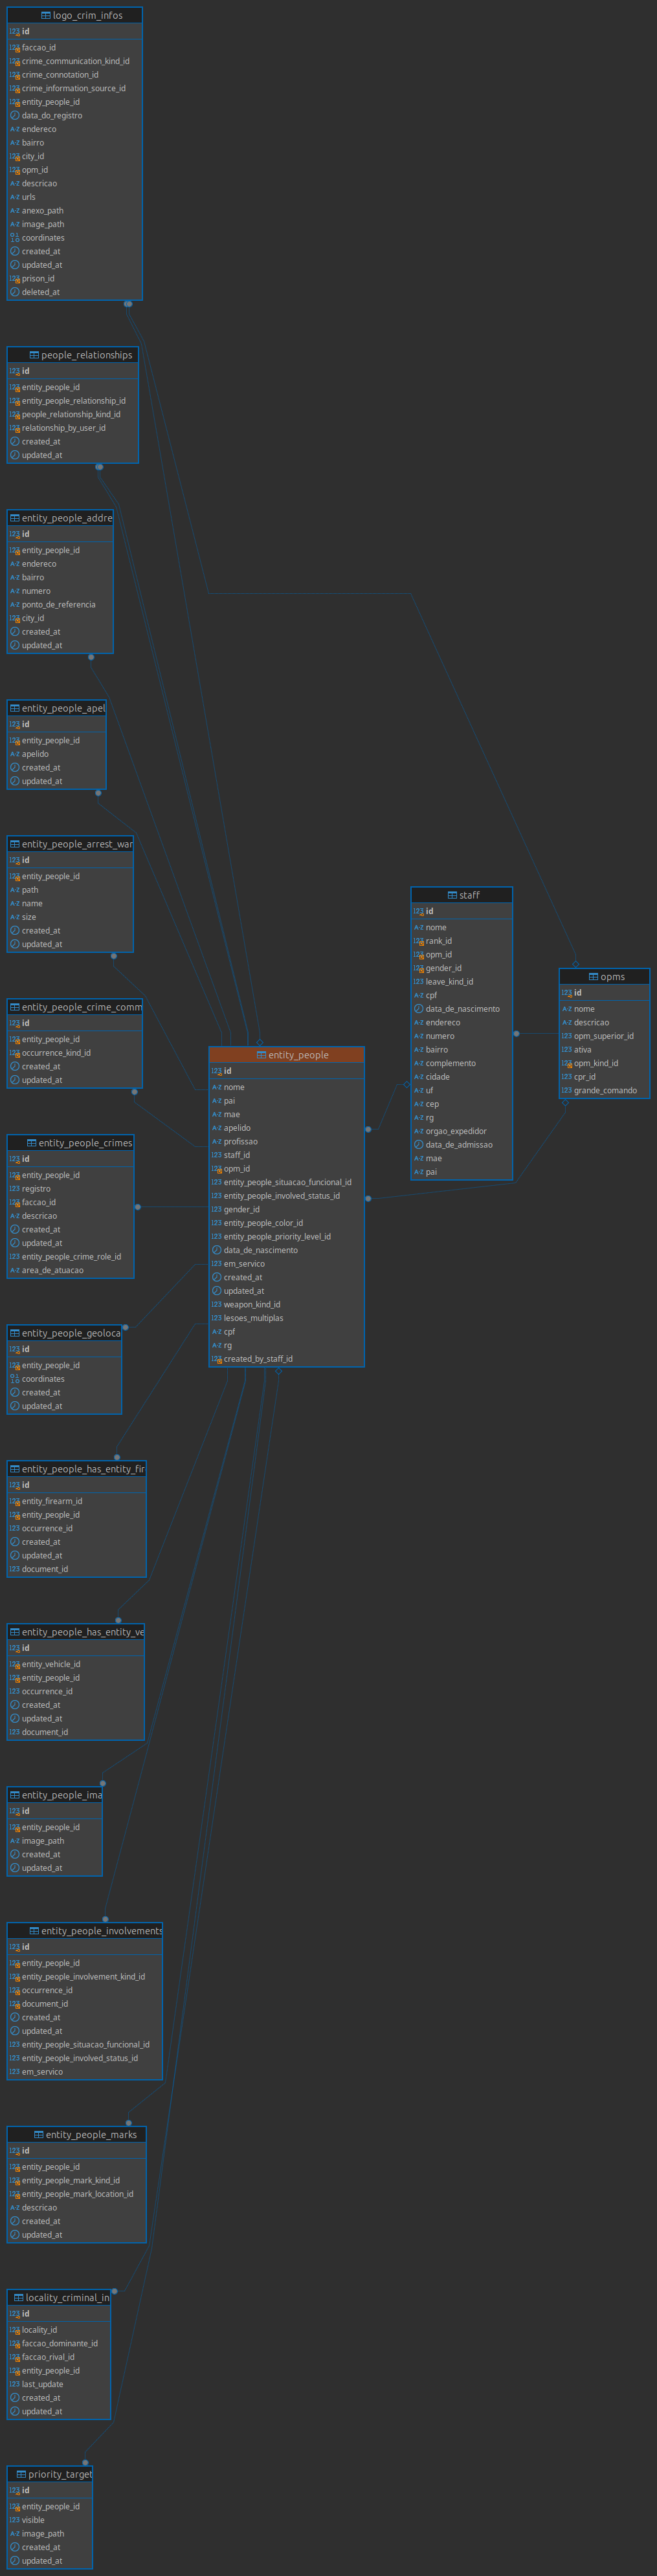 logo_crim_infos
id
faccao_id
crime_communication_kind_id
crime_connotation_id
crime_information_source_id
entity_people_id
data_do_registro
endereco
bairro
city_id
opm_id
descricao
urls
anexo_path
image_path
coordinates
created_at
updated_at
prison_id
deleted_at
people_relationships
id
entity_people_id
entity_people_relationship_id
people_relationship_kind_id
relationship_by_user_id
created_at
updated_at
entity_people_addre
id
entity_people_id
endereco
bairro
numero
ponto_de_referencia
city_id
created_at
updated_at
entity_people_apel
id
entity_people_id
apelido
created_at
updated_at
entity_people_arrest_war
id
entity_people_id
path
name
size
created_at
updated_at
entity_people_crime_comm
id
entity_people_id
occurrence_kind_id
created_at
updated_at
entity_people_crimes
id
entity_people_id
registro
faccao_id
descricao
created_at
updated_at
entity_people_crime_role_id
area_de_atuacao
entity_people_geoloca
id
entity_people_id
coordinates
created_at
updated_at
entity_people_has_entity_fir
id
entity_firearm_id
entity_people_id
occurrence_id
created_at
updated_at
document_id
entity_people_has_entity_ve
id
entity_vehicle_id
entity_people_id
occurrence_id
created_at
updated_at
document_id
entity_people_ima
id
entity_people_id
image_path
created_at
updated_at
entity_people_involvements
id
entity_people_id
entity_people_involvement_kind_id
occurrence_id
document_id
created_at
updated_at
entity_people_situacao_funcional_id
entity_people_involved_status_id
em_servico
entity_people_marks
id
entity_people_id
entity_people_mark_kind_id
entity_people_mark_location_id
descricao
created_at
updated_at
locality_criminal_in
id
locality_id
faccao_dominante_id
faccao_rival_id
entity_people_id
last_update
created_at
updated_at
priority_target
id
entity_people_id
visible
image_path
created_at
updated_at
entity_people
id
nome
pai
mae
apelido
profissao
staff_id
opm_id
entity_people_situacao_funcional_id
entity_people_involved_status_id
gender_id
entity_people_color_id
entity_people_priority_level_id
data_de_nascimento
em_servico
created_at
updated_at
weapon_kind_id
lesoes_multiplas
cpf
rg
created_by_staff_id
staff
id
nome
rank_id
opm_id
gender_id
leave_kind_id
cpf
data_de_nascimento
endereco
numero
bairro
complemento
cidade
uf
cep
rg
orgao_expedidor
data_de_admissao
mae
pai
opms
id
nome
descricao
opm_superior_id
ativa
opm_kind_id
cpr_id
grande_comando